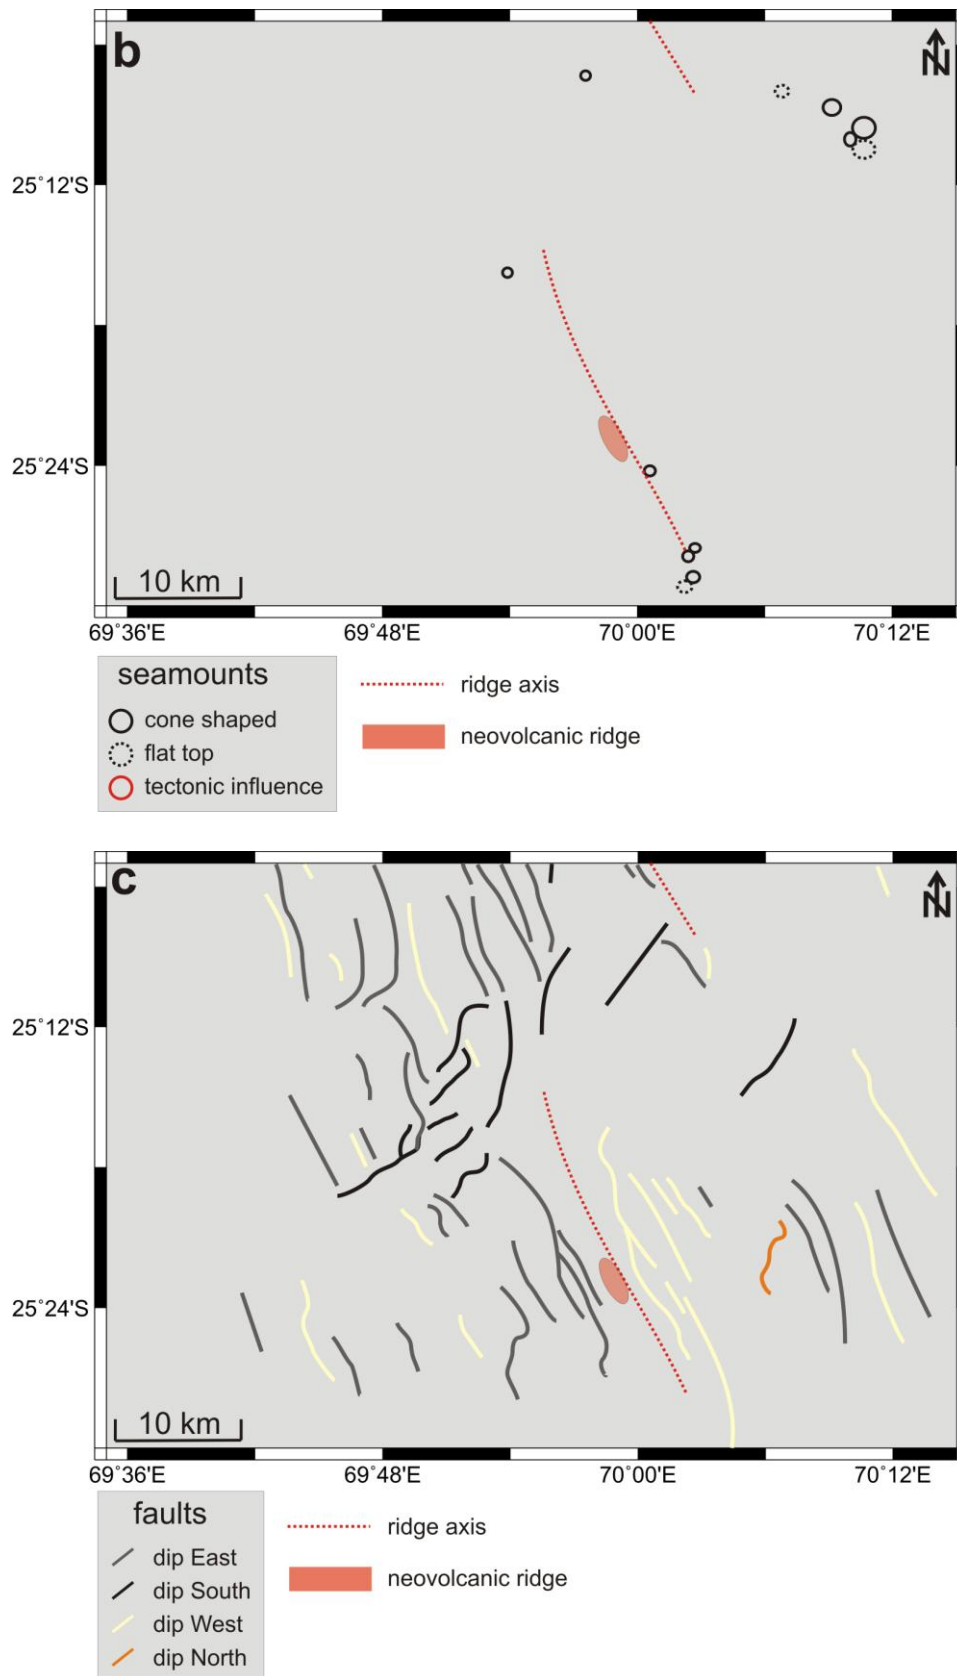 b
N
25°12'S
25°24'S
10 km
69°36'E 69°48'E 70°00'E 70°12'E
seamounts
cone shaped
flat top
tectonic influence
ridge axis
neovolcanic ridge
c
N
25°12'S
25°24'S
10 km
69°36'E 69°48'E 70°00'E 70°12'E
faults
dip East
dip South
dip West
dip North
ridge axis
neovolcanic ridge